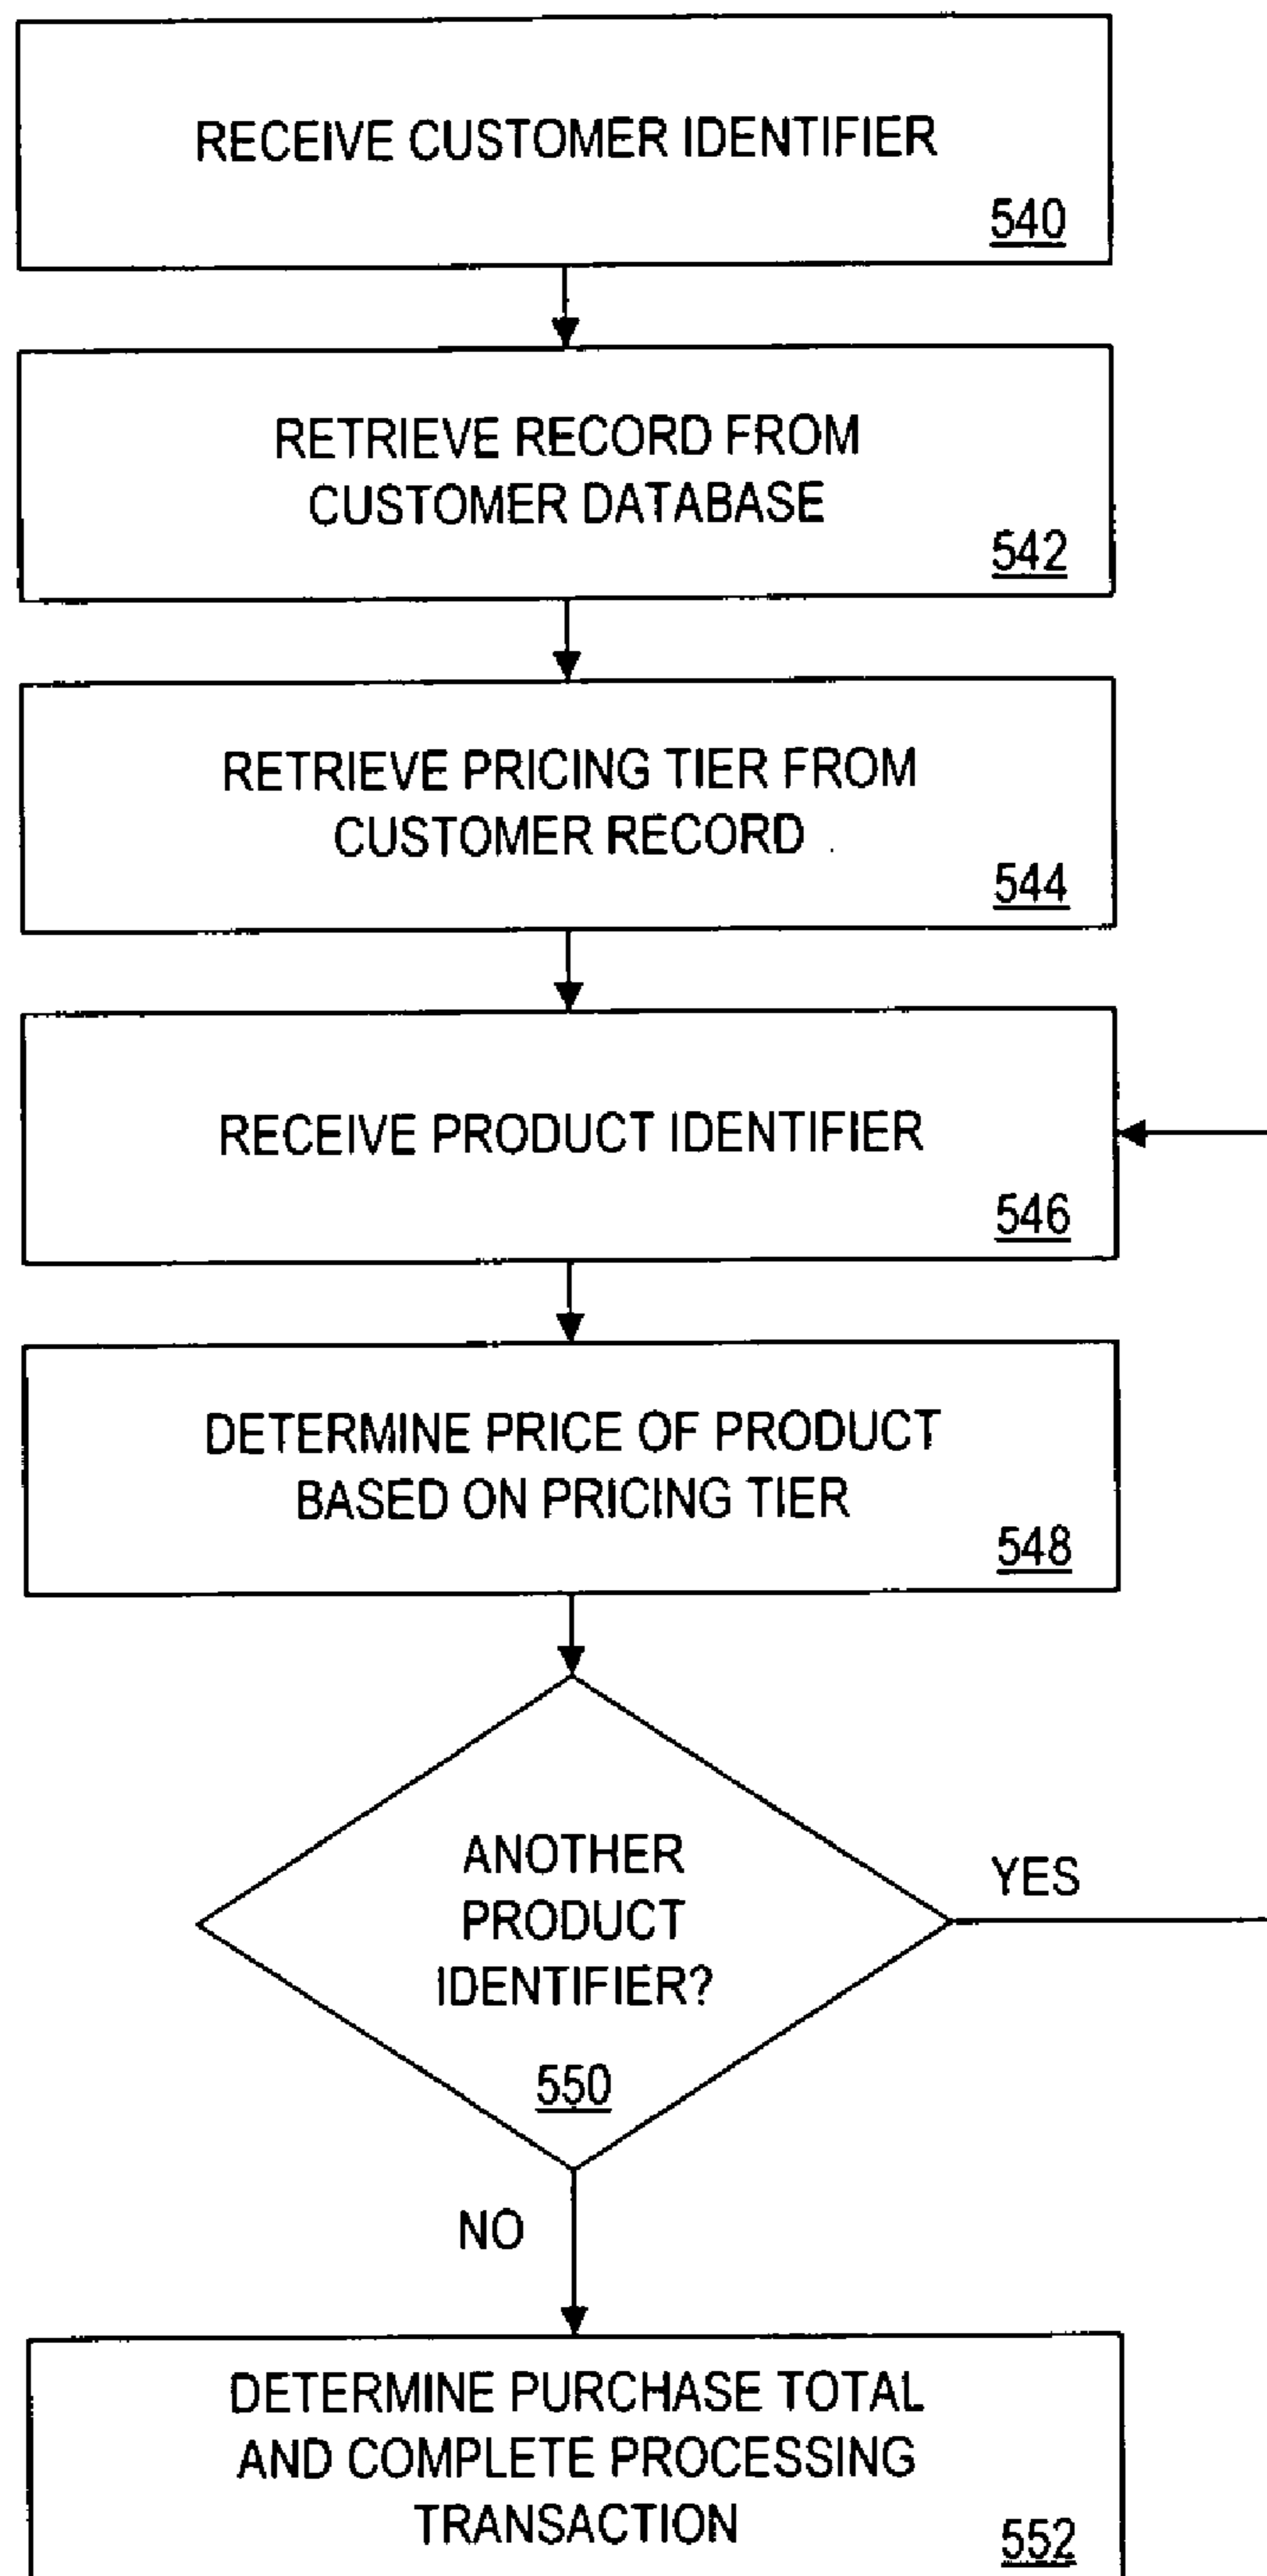 RECEIVE CUSTOMER IDENTIFIER
540
RETRIEVE RECORD FROM
CUSTOMER DATABASE
542
RETRIEVE PRICING TIER FROM
CUSTOMER RECORD
544
RECEIVE PRODUCT IDENTIFIER
546
DETERMINE PRICE OF PRODUCT
BASED ON PRICING TIER
548
ANOTHER
PRODUCT
IDENTIFIER?
550
YES
NO
DETERMINE PURCHASE TOTAL
AND COMPLETE PROCESSING
TRANSACTION
552